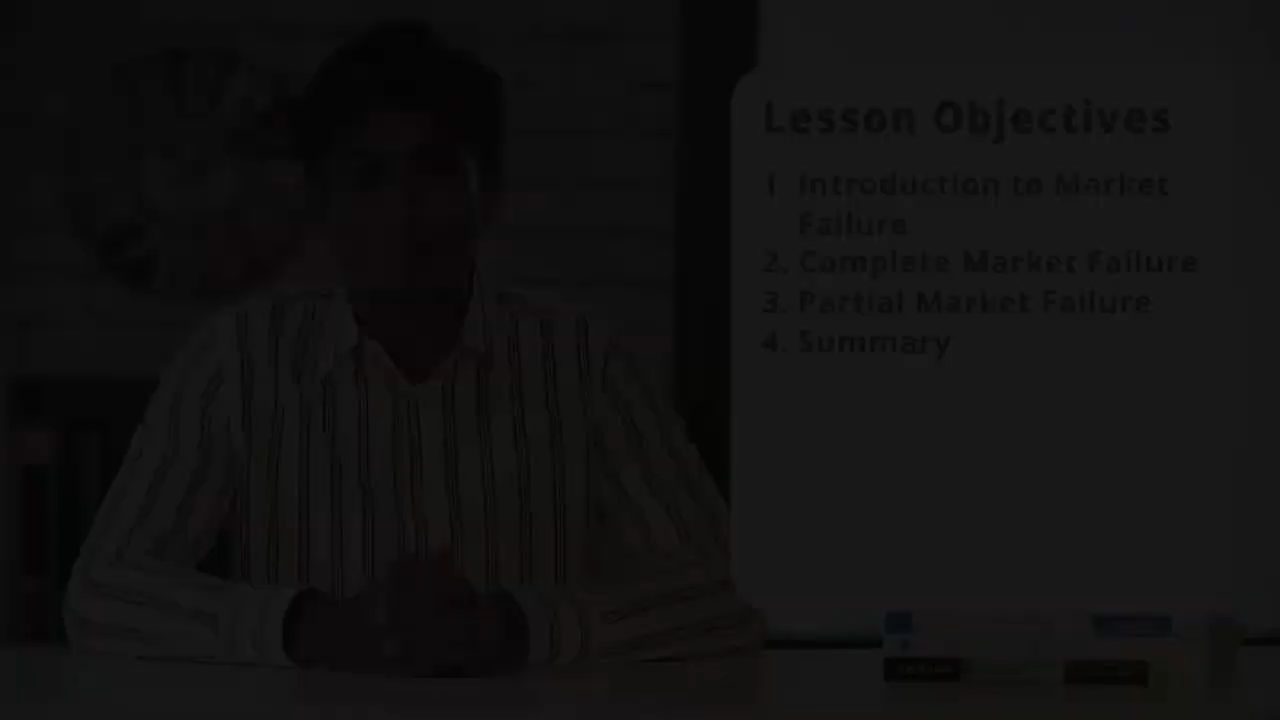 Lesson Objectives
1. Introduction to Market
Failure
2. Complete Market Failure
3. Partial Market Failure
4. Summary